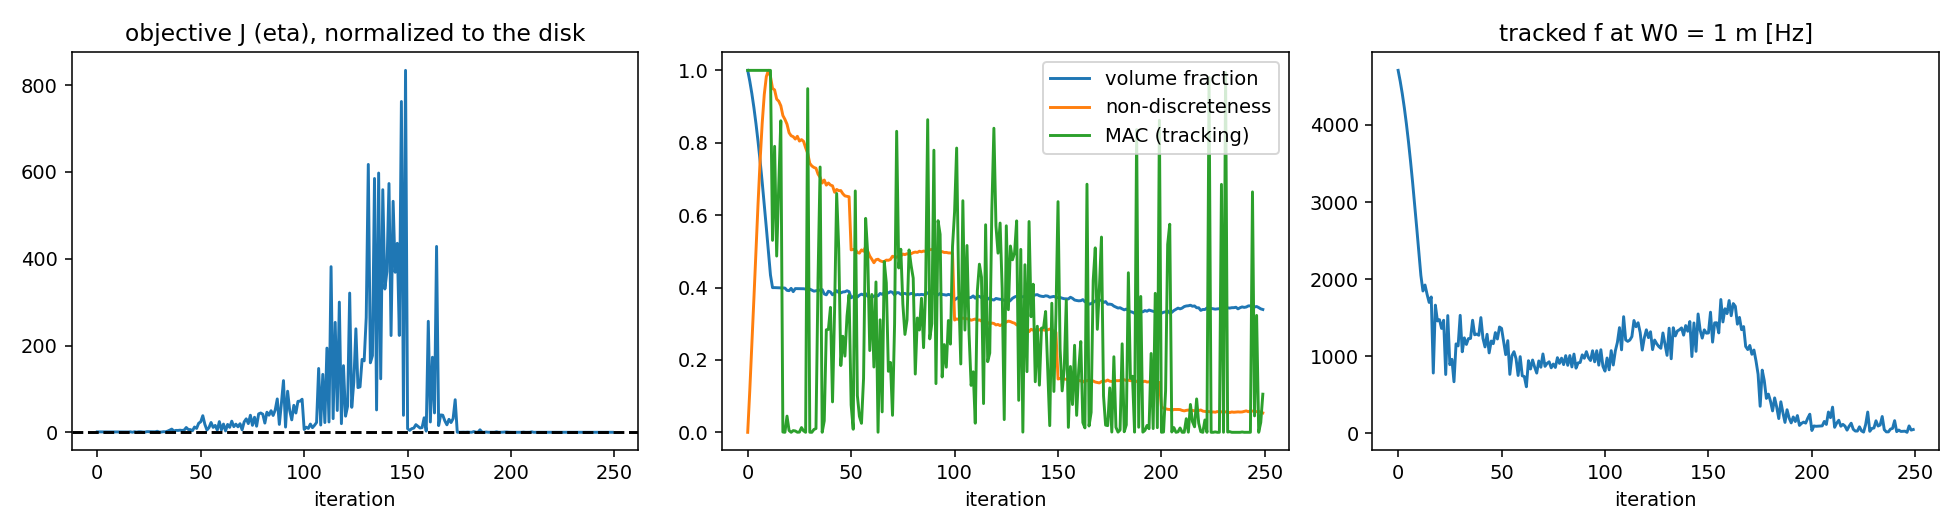 objective J (eta), normalized to the disk
800
600
400
200
0
0 50 100 150 200 250
iteration
1.0
0.8
0.6
0.4
0.2
0.0
volume fraction
non-discreteness
MAC (tracking)
0 50 100 150 200 250
iteration
tracked f at W0 = 1 m [Hz]
4000
3000
2000
1000
0
0 50 100 150 200 250
iteration